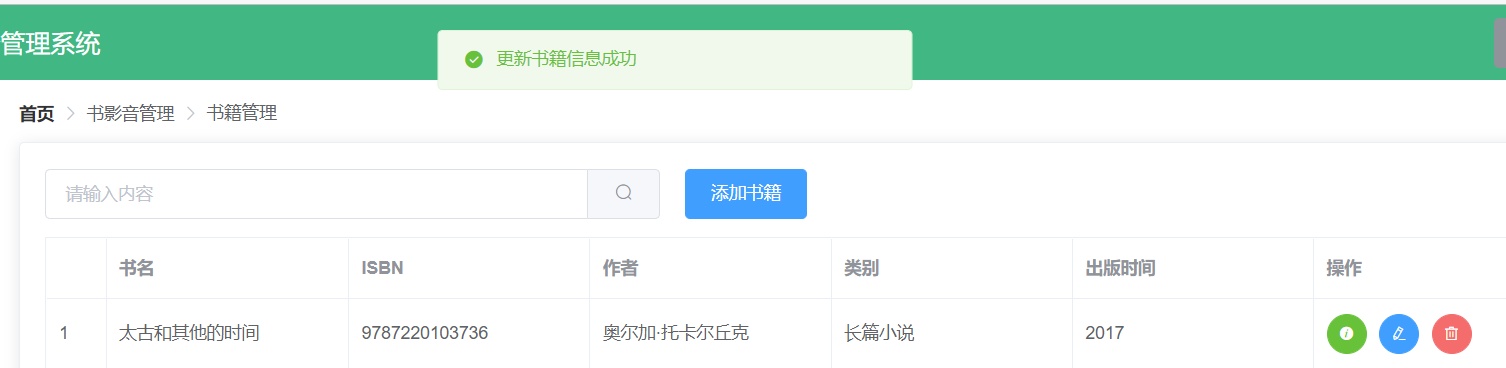 管理系统
更新书籍信息成功
首页 > 书影音管理 > 书籍管理
请输入内容
添加书籍
书名 ISBN 作者 类别 出版时间 操作
1 太古和其他的时间 9787220103736 奥尔加·托卡尔丘克 长篇小说 2017